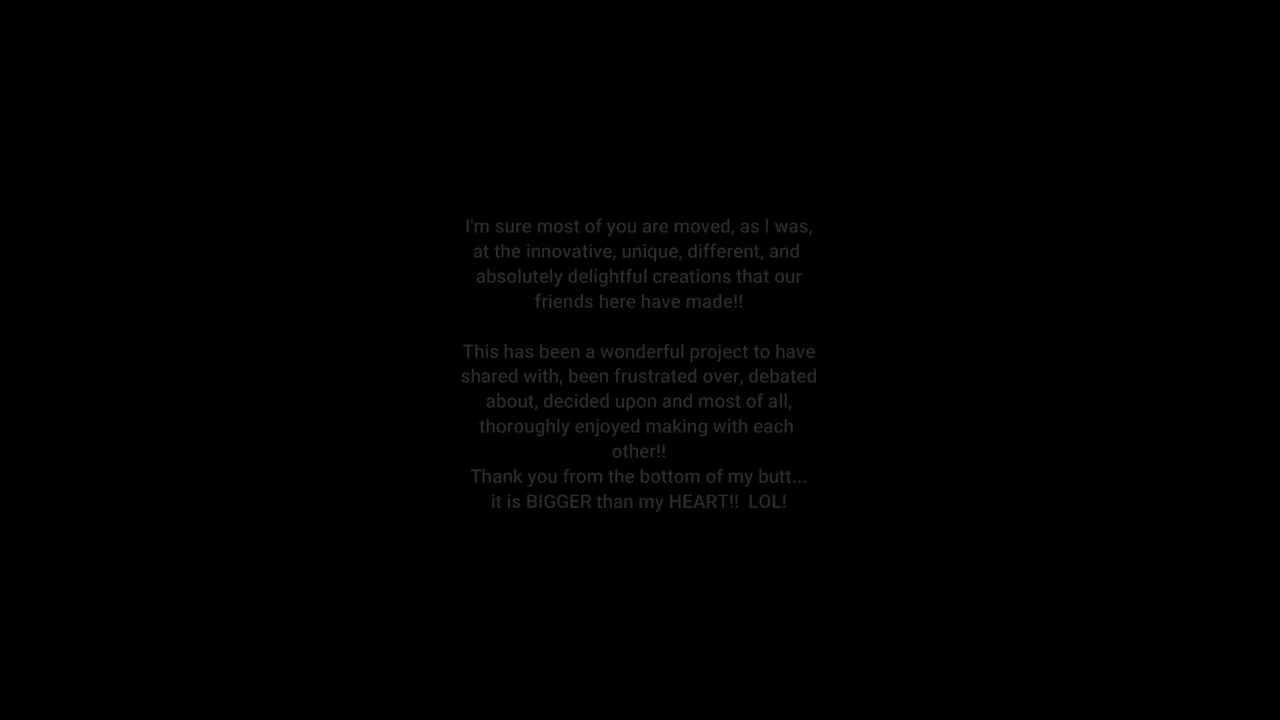 I'm sure most of you are moved, as I was,
at the innovative, unique, different, and
absolutely delightful creations that our
friends here have made!!
This has been a wonderful project to have
shared with, been frustrated over, debated
about, decided upon and most of all,
thoroughly enjoyed making with each
other!!
Thank you from the bottom of my butt...
it is BIGGER than my HEART!!  LOL!